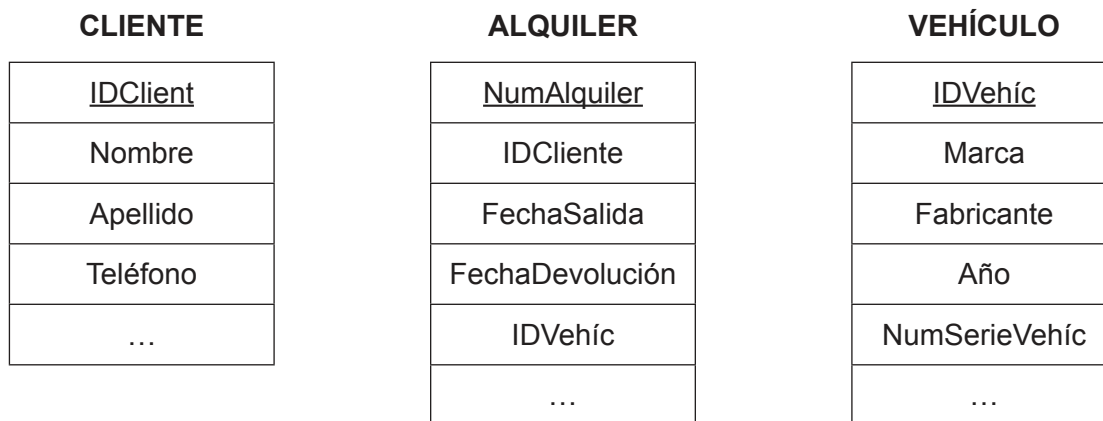 CLIENTE
IDClient
Nombre
Apellido
Teléfono
…
ALQUILER
NumAlquiler
IDCliente
FechaSalida
FechaDevolución
IDVehíc
…
VEHÍCULO
IDVehíc
Marca
Fabricante
Año
NumSerieVehíc
…